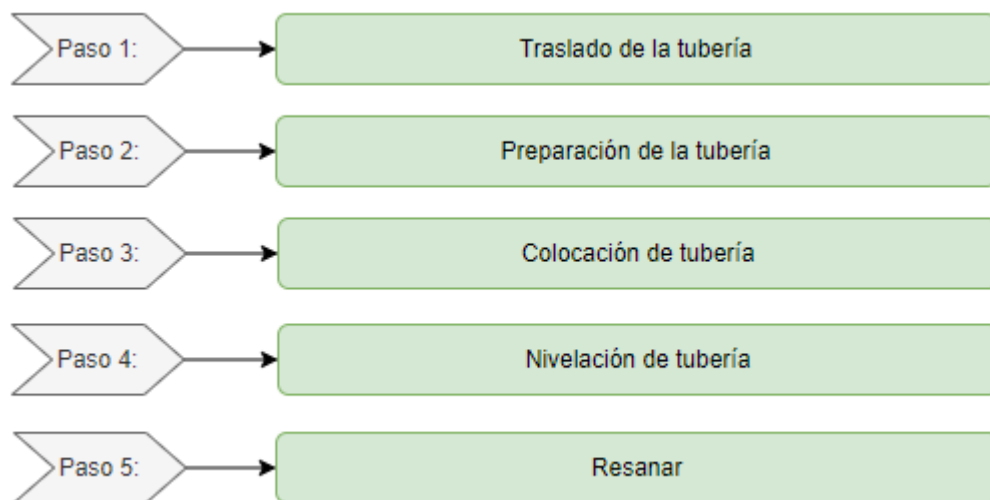 Paso 1:
Traslado de la tubería
Paso 2:
Preparación de la tubería
Paso 3:
Colocación de tubería
Paso 4:
Nivelación de tubería
Paso 5:
Resanar